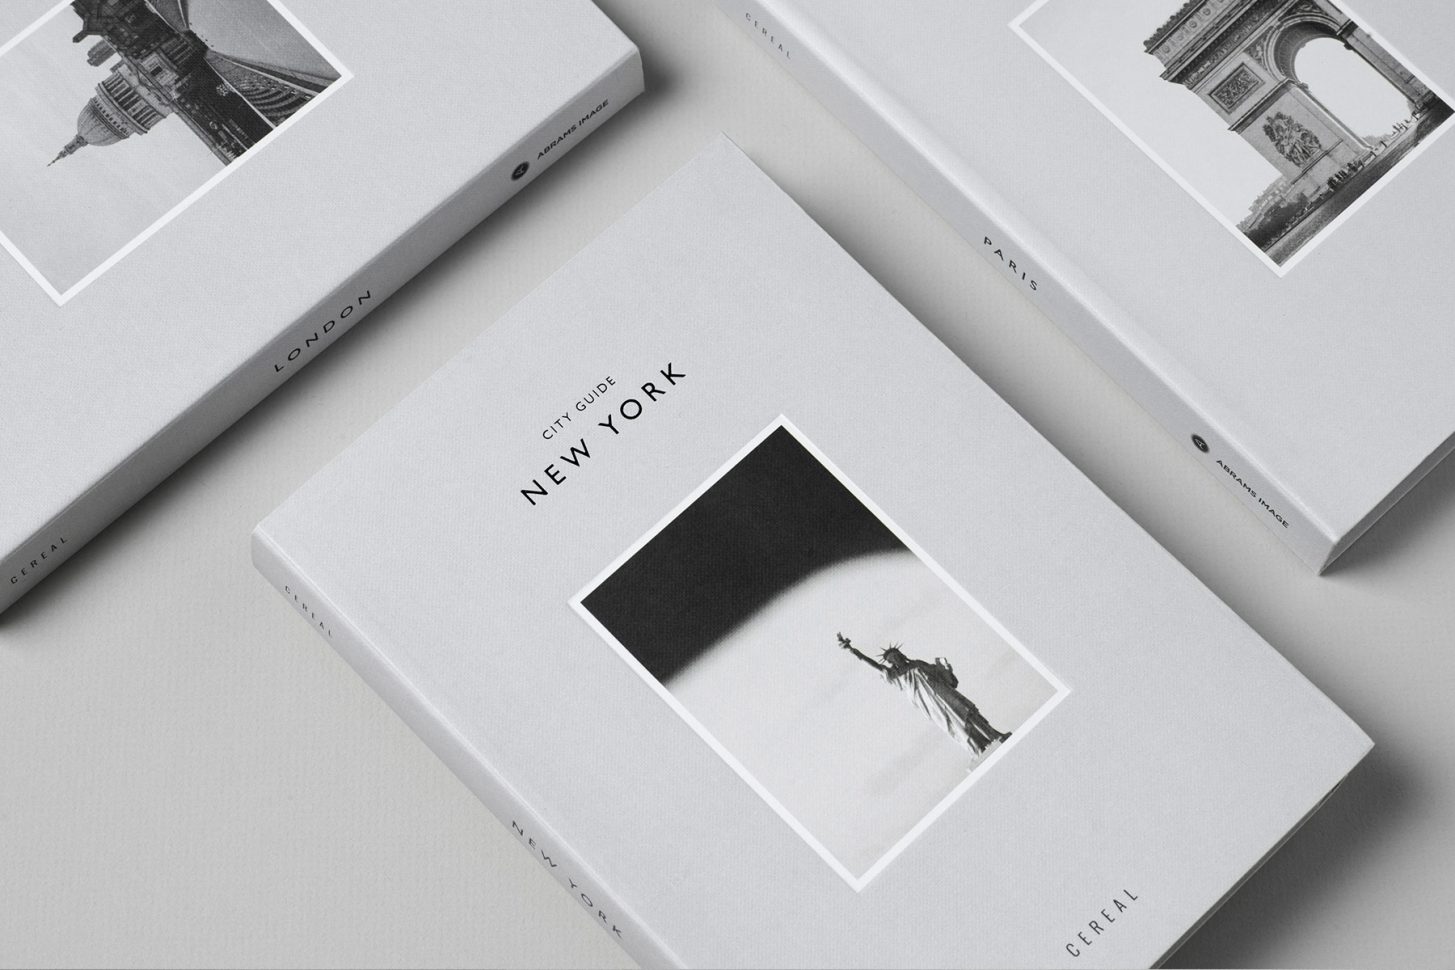 LONDON
ABRAMS IMAGE
CEREAL
CEREAL
PARIS
ABRAMS IMAGE
CITY GUIDE
NEW YORK
CEREAL
CEREAL
NEW YORK